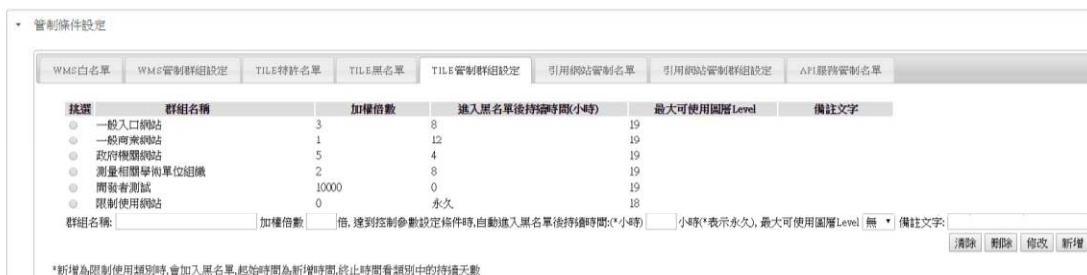 管制條件設定
WMS白名單 WMS管制群組設定 TILE特許名單 TILE黑名單 TILE管制群組設定 引用網站管制名單 引用網站管制群組設定 API服務管制名單
挑選 群組名稱 加權倍數 進入黑名單後持續時間(小時) 最大可使用圖層Level 備註文字
一般入口網站 3 8 19
一般商業網站 1 12 19
政府機關網站 5 4 19
測量相關學術單位組織 2 8 19
開發者測試 10000 0 19
限制使用網站 0 永久 18
群組名稱: 加權倍數 倍, 達到控制參數設定條件時,自動進入黑名單後持續時間:(*小時) 小時(*表示永久), 最大可使用圖層Level 無 備註文字:
清除 刪除 修改 新增
*新增為限制使用類別時,會加入黑名單,起始時間為新增時間,終止時間看類別中的持續天數